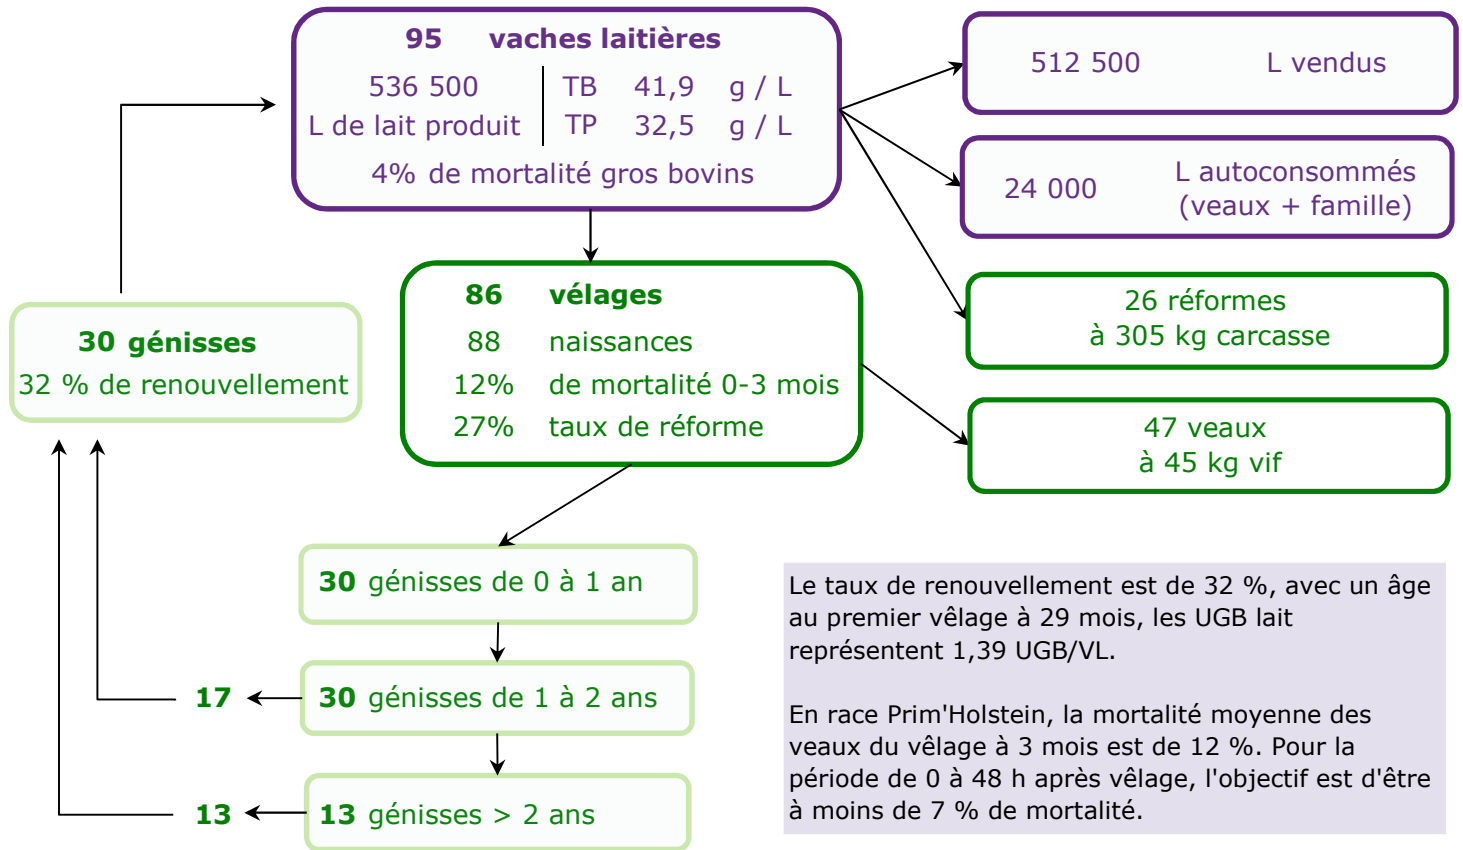 95 vaches laitières
536 500
L de lait produit
TB 41,9 g / L
TP 32,5 g / L
4% de mortalité gros bovins
512 500 L vendus
24 000
L autoconsommés
(veaux + famille)
26 réformes
à 305 kg carcasse
86 vélages
88 naissances
12% de mortalité 0-3 mois
27% taux de réforme
47 veaux
à 45 kg vif
30 génisses
32 % de renouvellement
30 génisses de 0 à 1 an
17
30 génisses de 1 à 2 ans
13
13 génisses > 2 ans
Le taux de renouvellement est de 32 %, avec un âge
au premier vêlage à 29 mois, les UGB lait
représentent 1,39 UGB/VL.
En race Prim'Holstein, la mortalité moyenne des
veaux du vêlage à 3 mois est de 12 %. Pour la
période de 0 à 48 h après vêlage, l'objectif est d'être
à moins de 7 % de mortalité.